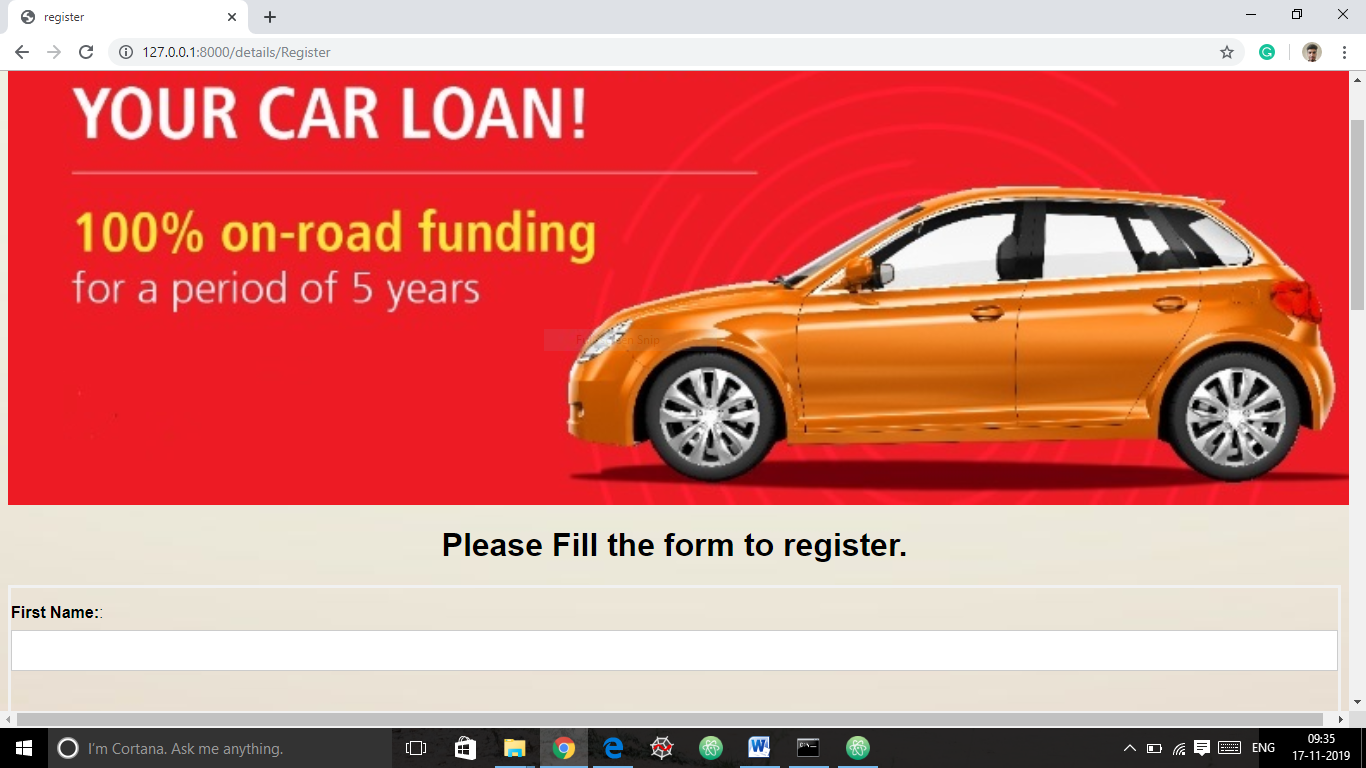 register
127.0.0.1:8000/details/Register
YOUR CAR LOAN!
100% on-road funding
for a period of 5 years
Please Fill the form to register.
First Name::
I'm Cortana. Ask me anything.
ENG
09:35
17-11-2019